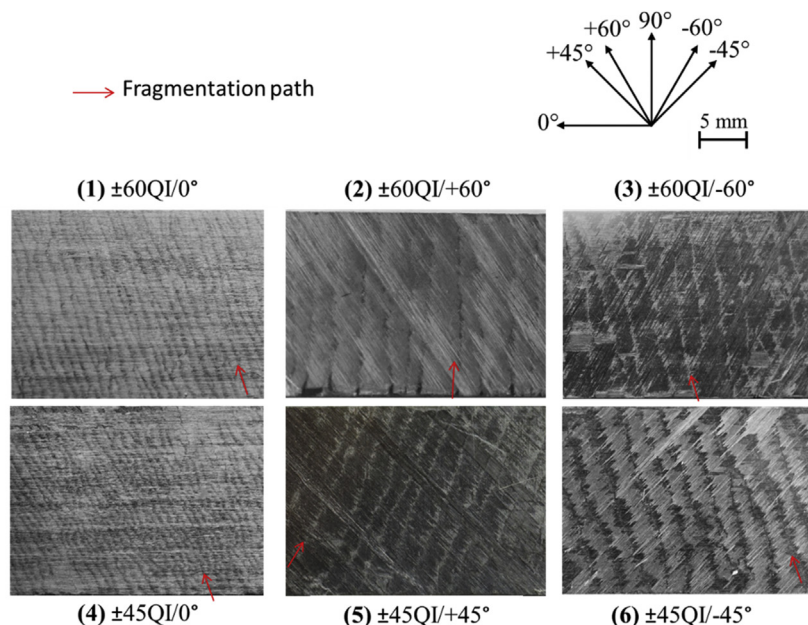 +60° 90° -60°
+45° -45°
Fragmentation path
0° 5 mm
(1) ±60QI/0° (2) ±60QI/+60° (3) ±60QI/-60°
(4) ±45QI/0° (5) ±45QI/+45° (6) ±45QI/-45°